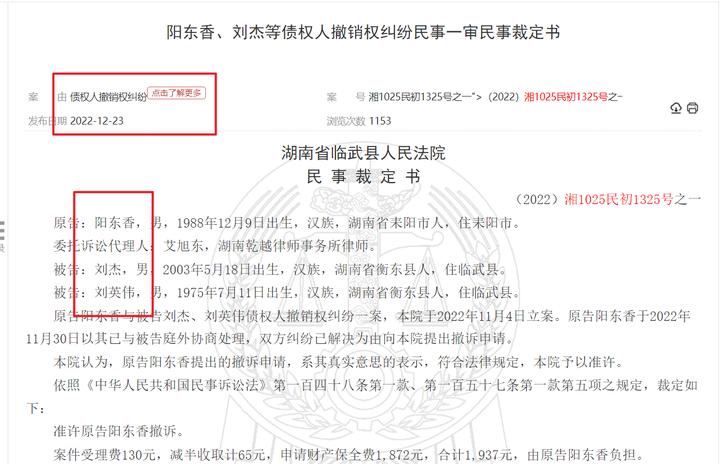 阳东香、刘杰等债权人撤销权纠纷民事一审民事裁定书
案 由 债权人撤销权纠纷 点击了解更多 案 号 湘1025民初1325号之一">（2022）湘1025民初1325号之一
发布日期 2022-12-23 浏览次数 1153
湖南省临武县人民法院
民 事 裁 定 书
（2022）湘1025民初1325号之一
原告：阳东香，男，1988年12月9日出生，汉族，湖南省耒阳市人，住耒阳市。
委托诉讼代理人：艾旭东，湖南乾越律师事务所律师。
被告：刘杰，男，2003年5月18日出生，汉族，湖南省衡东县人，住临武县。
被告：刘英伟，男，1975年7月11日出生，汉族，湖南省衡东县人，住临武县。
原告阳东香与被告刘杰、刘英伟债权人撤销权纠纷一案，本院于2022年11月4日立案。原告阳东香于2022年
11月30日以其已与被告庭外协商处理，双方纠纷已解决为由向本院提出撤诉申请。
本院认为，原告阳东香提出的撤诉申请，系其真实意思的表示，符合法律规定，本院予以准许。
依照《中华人民共和国民事诉讼法》第一百四十八条第一款、第一百五十七条第一款第五项之规定，裁定如
下：
准许原告阳东香撤诉。
案件受理费130元，减半收取计65元，申请财产保全费1,872元，合计1,937元，由原告阳东香负担。